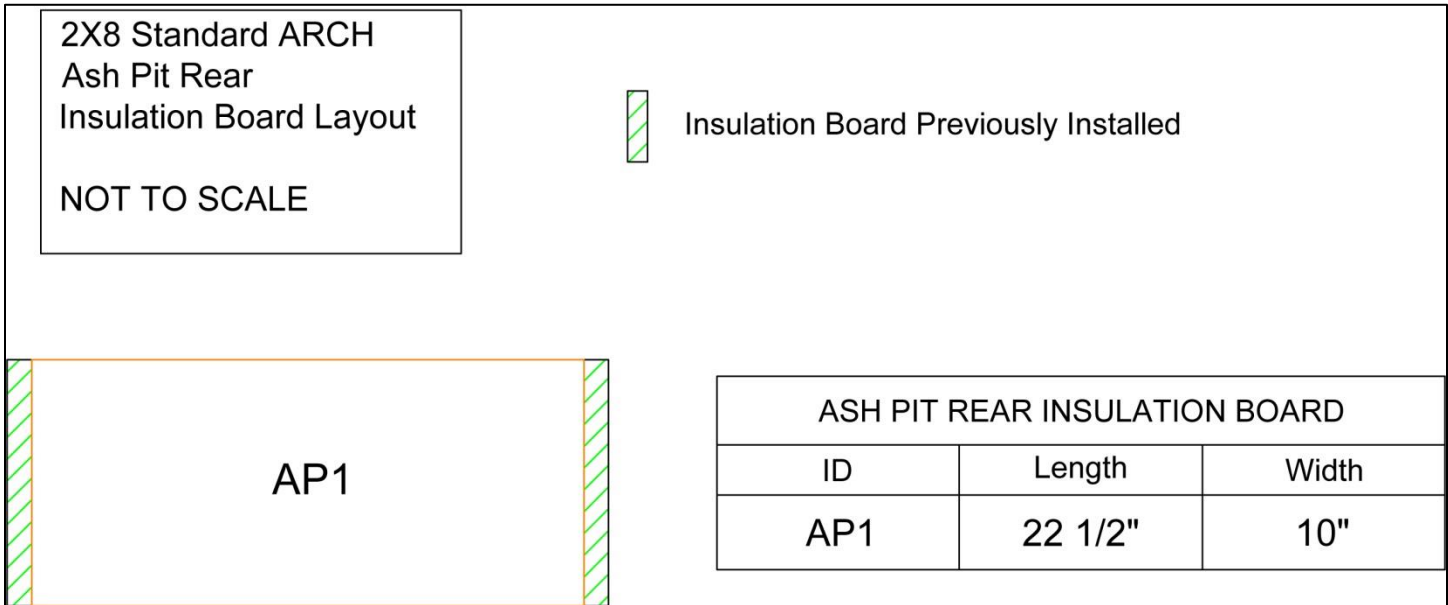 2X8 Standard ARCH
Ash Pit Rear
Insulation Board Layout
NOT TO SCALE
Insulation Board Previously Installed
AP1
ASH PIT REAR INSULATION BOARD
ID Length Width
AP1 22 1/2" 10"